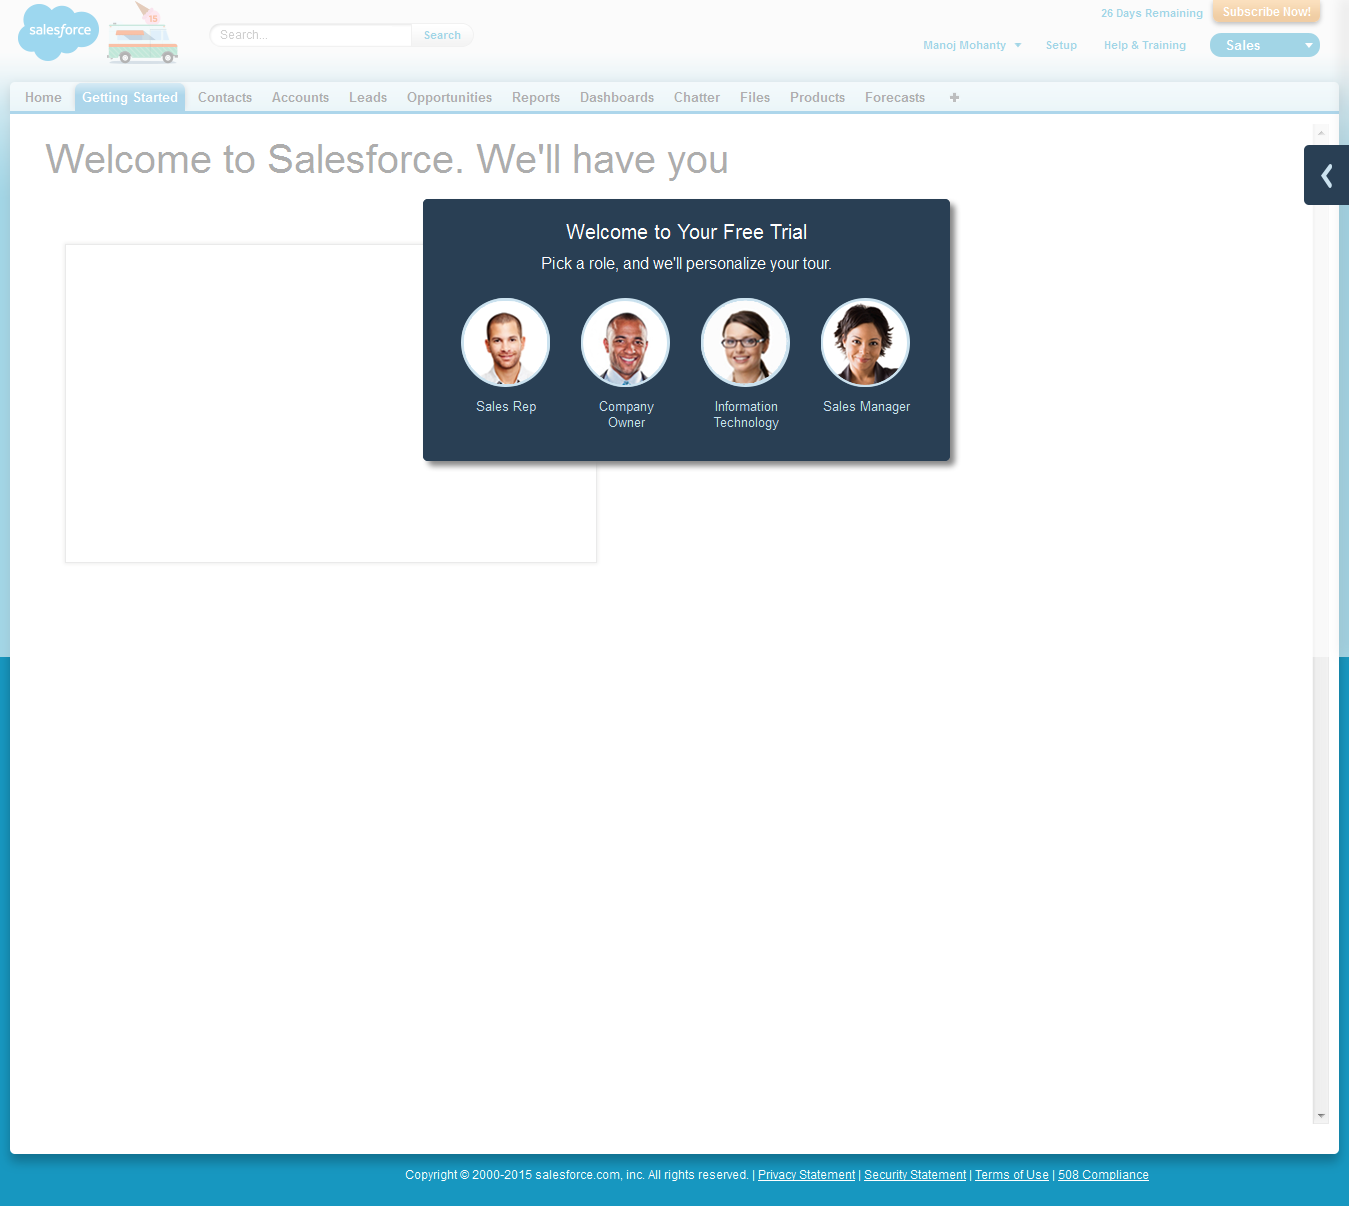 salesforce
15
Search...
Search
26 Days Remaining
Subscribe Now!
Manoj Mohanty
Setup
Help & Training
Sales
Home
Getting Started
Contacts
Accounts
Leads
Opportunities
Reports
Dashboards
Chatter
Files
Products
Forecasts
+
Welcome to Salesforce. We'll have you
Welcome to Your Free Trial
Pick a role, and we'll personalize your tour.
Sales Rep
Company
Owner
Information
Technology
Sales Manager
Copyright © 2000-2015 salesforce.com, inc. All rights reserved. | Privacy Statement | Security Statement | Terms of Use | 508 Compliance